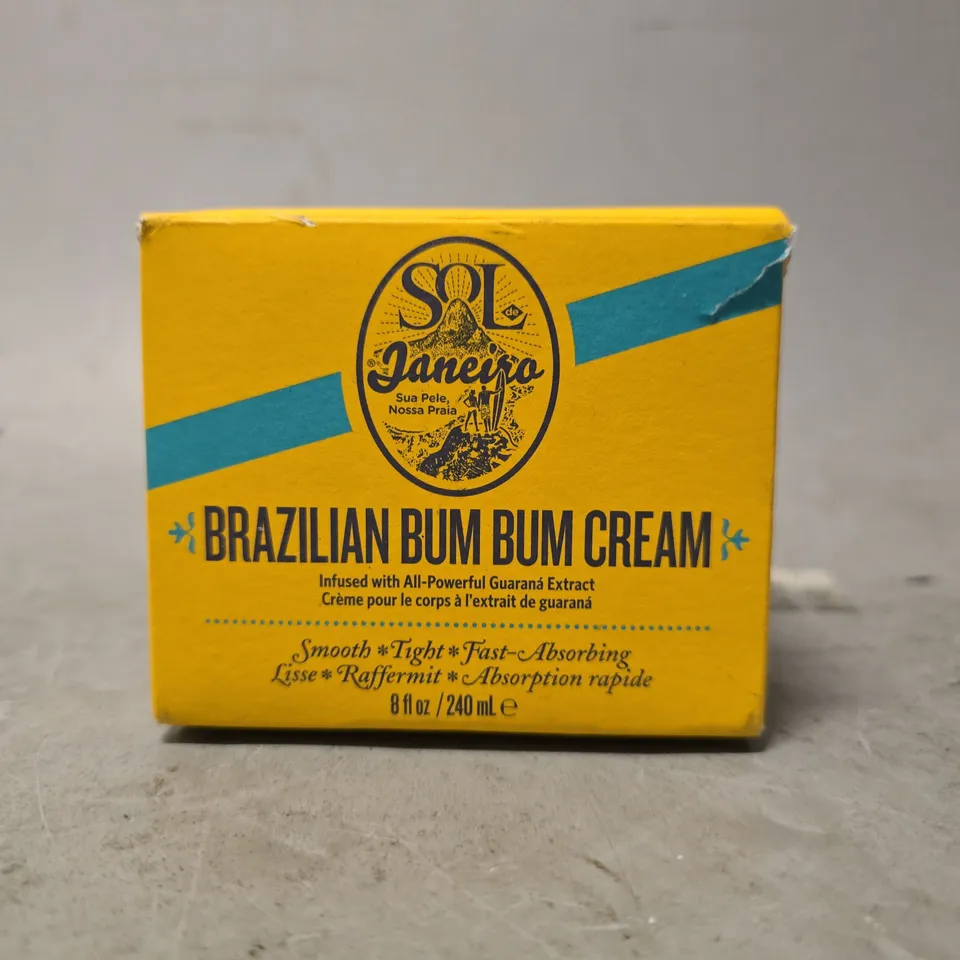 SOL
de
Janeiro
®
Sua Pele,
Nossa Praia
BRAZILIAN BUM BUM CREAM
Infused with All-Powerful Guaraná Extract
Crème pour le corps à l'extrait de guaraná
Smooth * Tight * Fast-Absorbing
Lisse * Raffermit * Absorption rapide
8 fl oz / 240 mL ℮